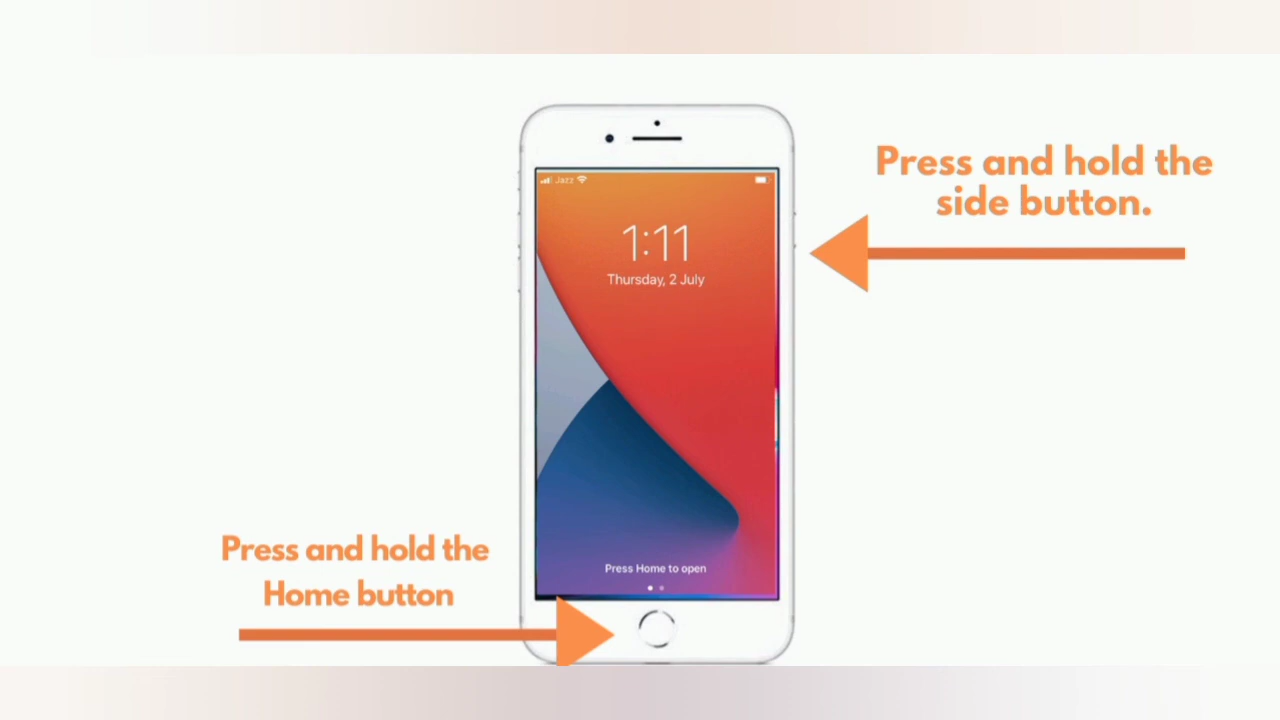 Press and hold the
side button.
Jazz
1:11
Thursday, 2 July
Press and hold the
Home button
Press Home to open